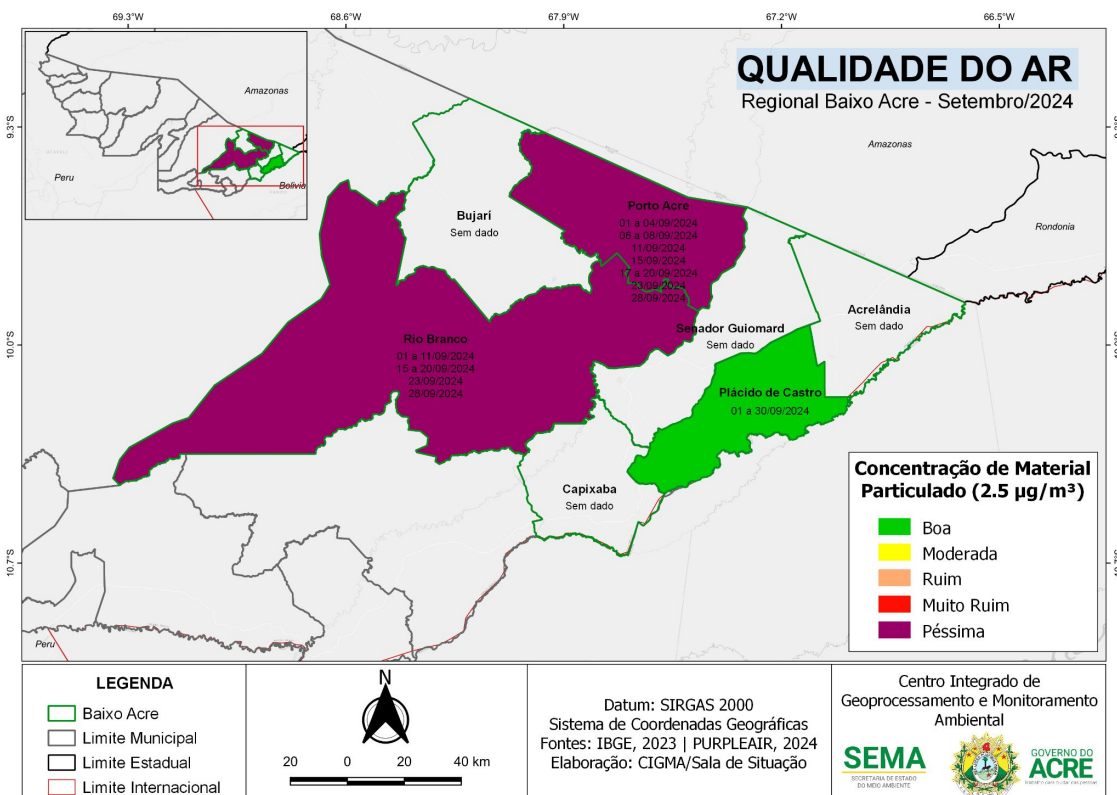 69.3°W
68.6°W
67.9°W
67.2°W
66.5°W
QUALIDADE DO AR
Regional Baixo Acre - Setembro/2024
Amazonas
Peru
Bolivia
9.3°S
Amazonas
Rondonia
Bujarí
Sem dado
Porto Acre
01 a 04/09/2024
06 a 08/09/2024
11/09/2024
15/09/2024
17 a 20/09/2024
23/09/2024
28/09/2024
Acrelândia
Sem dado
Senador Guiomard
Sem dado
10.0°S
Rio Branco
01 a 11/09/2024
15 a 20/09/2024
23/09/2024
28/09/2024
Plácido de Castro
01 a 30/09/2024
Capixaba
Sem dado
10.7°S
Peru
Concentração de Material
Particulado (2.5 µg/m³)
Boa
Moderada
Ruim
Muito Ruim
Péssima
LEGENDA
Baixo Acre
Limite Municipal
Limite Estadual
Limite Internacional
N
20 0 20 40 km
Datum: SIRGAS 2000
Sistema de Coordenadas Geográficas
Fontes: IBGE, 2023 | PURPLEAIR, 2024
Elaboração: CIGMA/Sala de Situação
Centro Integrado de
Geoprocessamento e Monitoramento
Ambiental
SEMA
SECRETARIA DE ESTADO
DO MEIO AMBIENTE
GOVERNO DO
ACRE